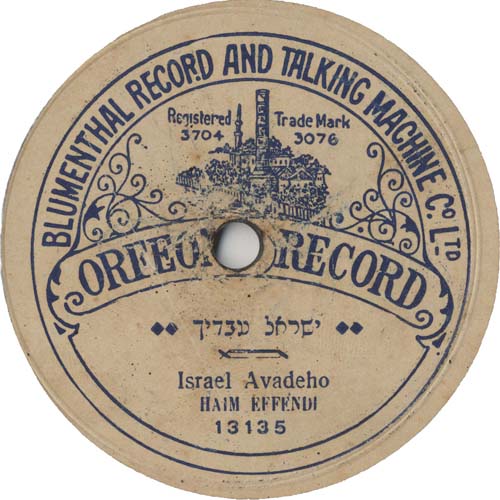 BLUMENTHAL RECORD AND TALKING MACHINE CO. LTD
Registered Trade Mark
3704 3076
ORFEON RECORD
ישראל עבדיך
Israel Avadeho
HAIM EFFENDI
13135